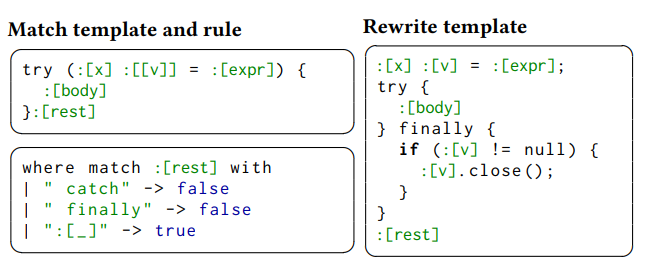 Match template and rule
try (:[x] :[[v]] = :[expr]) {
  :[body]
}:[rest]
where match :[rest] with
| " catch" -> false
| " finally" -> false
| ":[_]" -> true
Rewrite template
:[x] :[v] = :[expr];
try {
  :[body]
} finally {
  if (:[v] != null) {
    :[v].close();
  }
}
:[rest]